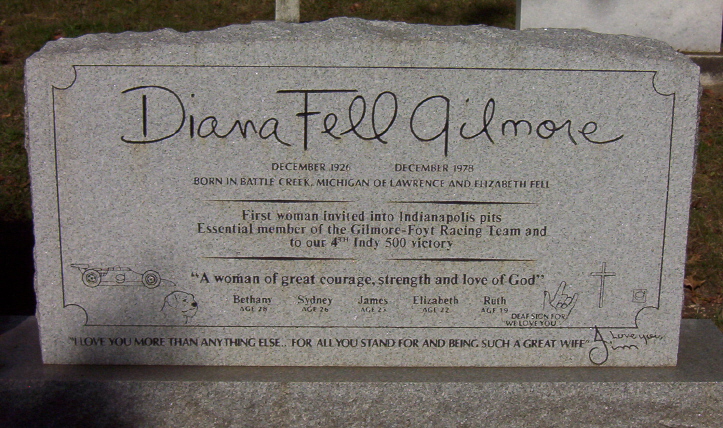 Diana Fell Gilmore
DECEMBER 1926 DECEMBER 1978
BORN IN BATTLE CREEK, MICHIGAN OF LAWRENCE AND ELIZABETH FELL
First woman invited into Indianapolis pits
Essential member of the Gilmore-Foyt Racing Team and
to our 4TH Indy 500 victory
"A woman of great courage, strength and love of God"
Bethany Sydney James Elizabeth Ruth
AGE 28 AGE 26 AGE 23 AGE 22 AGE 19
DEAF SIGN FOR
WE LOVE YOU
"I LOVE YOU MORE THAN ANYTHING ELSE.. FOR ALL YOU STAND FOR AND BEING SUCH A GREAT WIFE"
I love you,
Jim